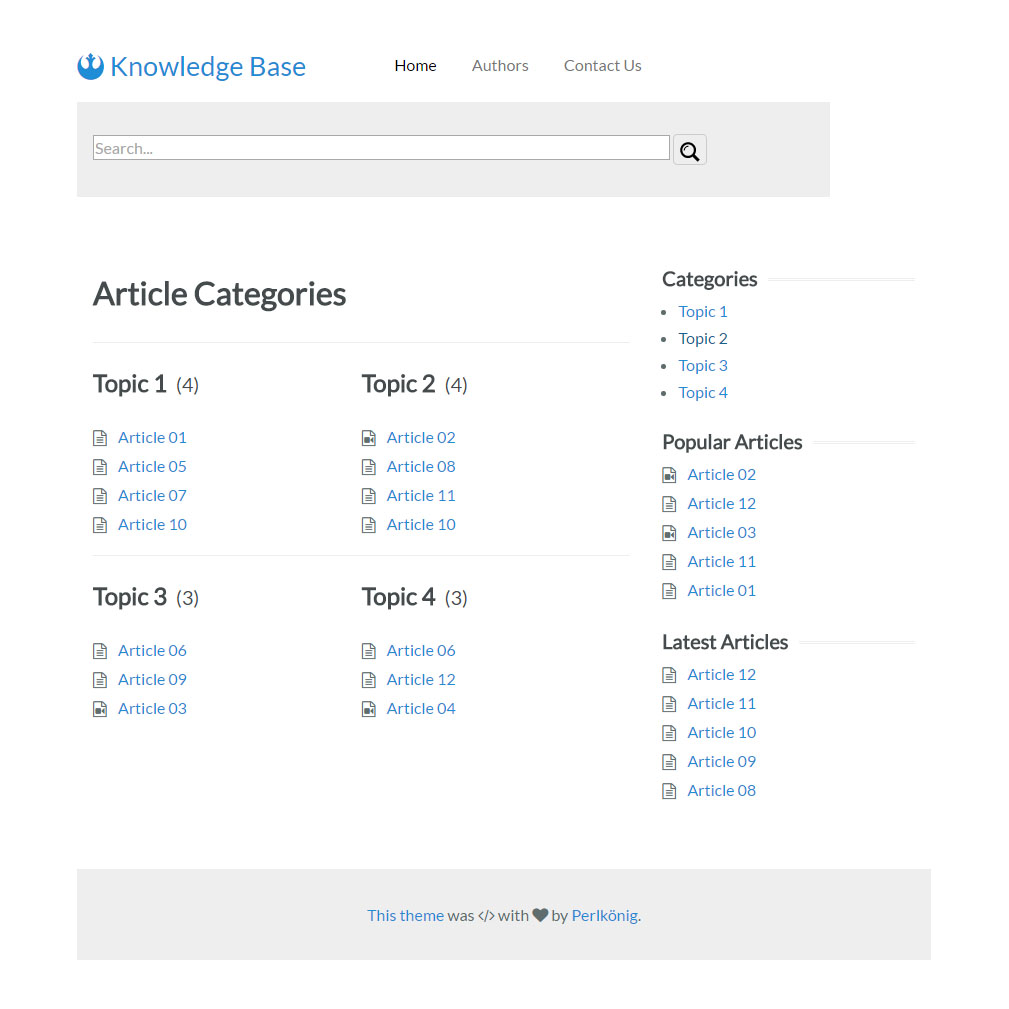 Knowledge Base
Home Authors Contact Us
Search...
Article Categories
Topic 1 (4)
Article 01
Article 05
Article 07
Article 10
Topic 2 (4)
Article 02
Article 08
Article 11
Article 10
Topic 3 (3)
Article 06
Article 09
Article 03
Topic 4 (3)
Article 06
Article 12
Article 04
Categories
Topic 1
Topic 2
Topic 3
Topic 4
Popular Articles
Article 02
Article 12
Article 03
Article 11
Article 01
Latest Articles
Article 12
Article 11
Article 10
Article 09
Article 08
This theme was </> with ♥ by Perlkönig.